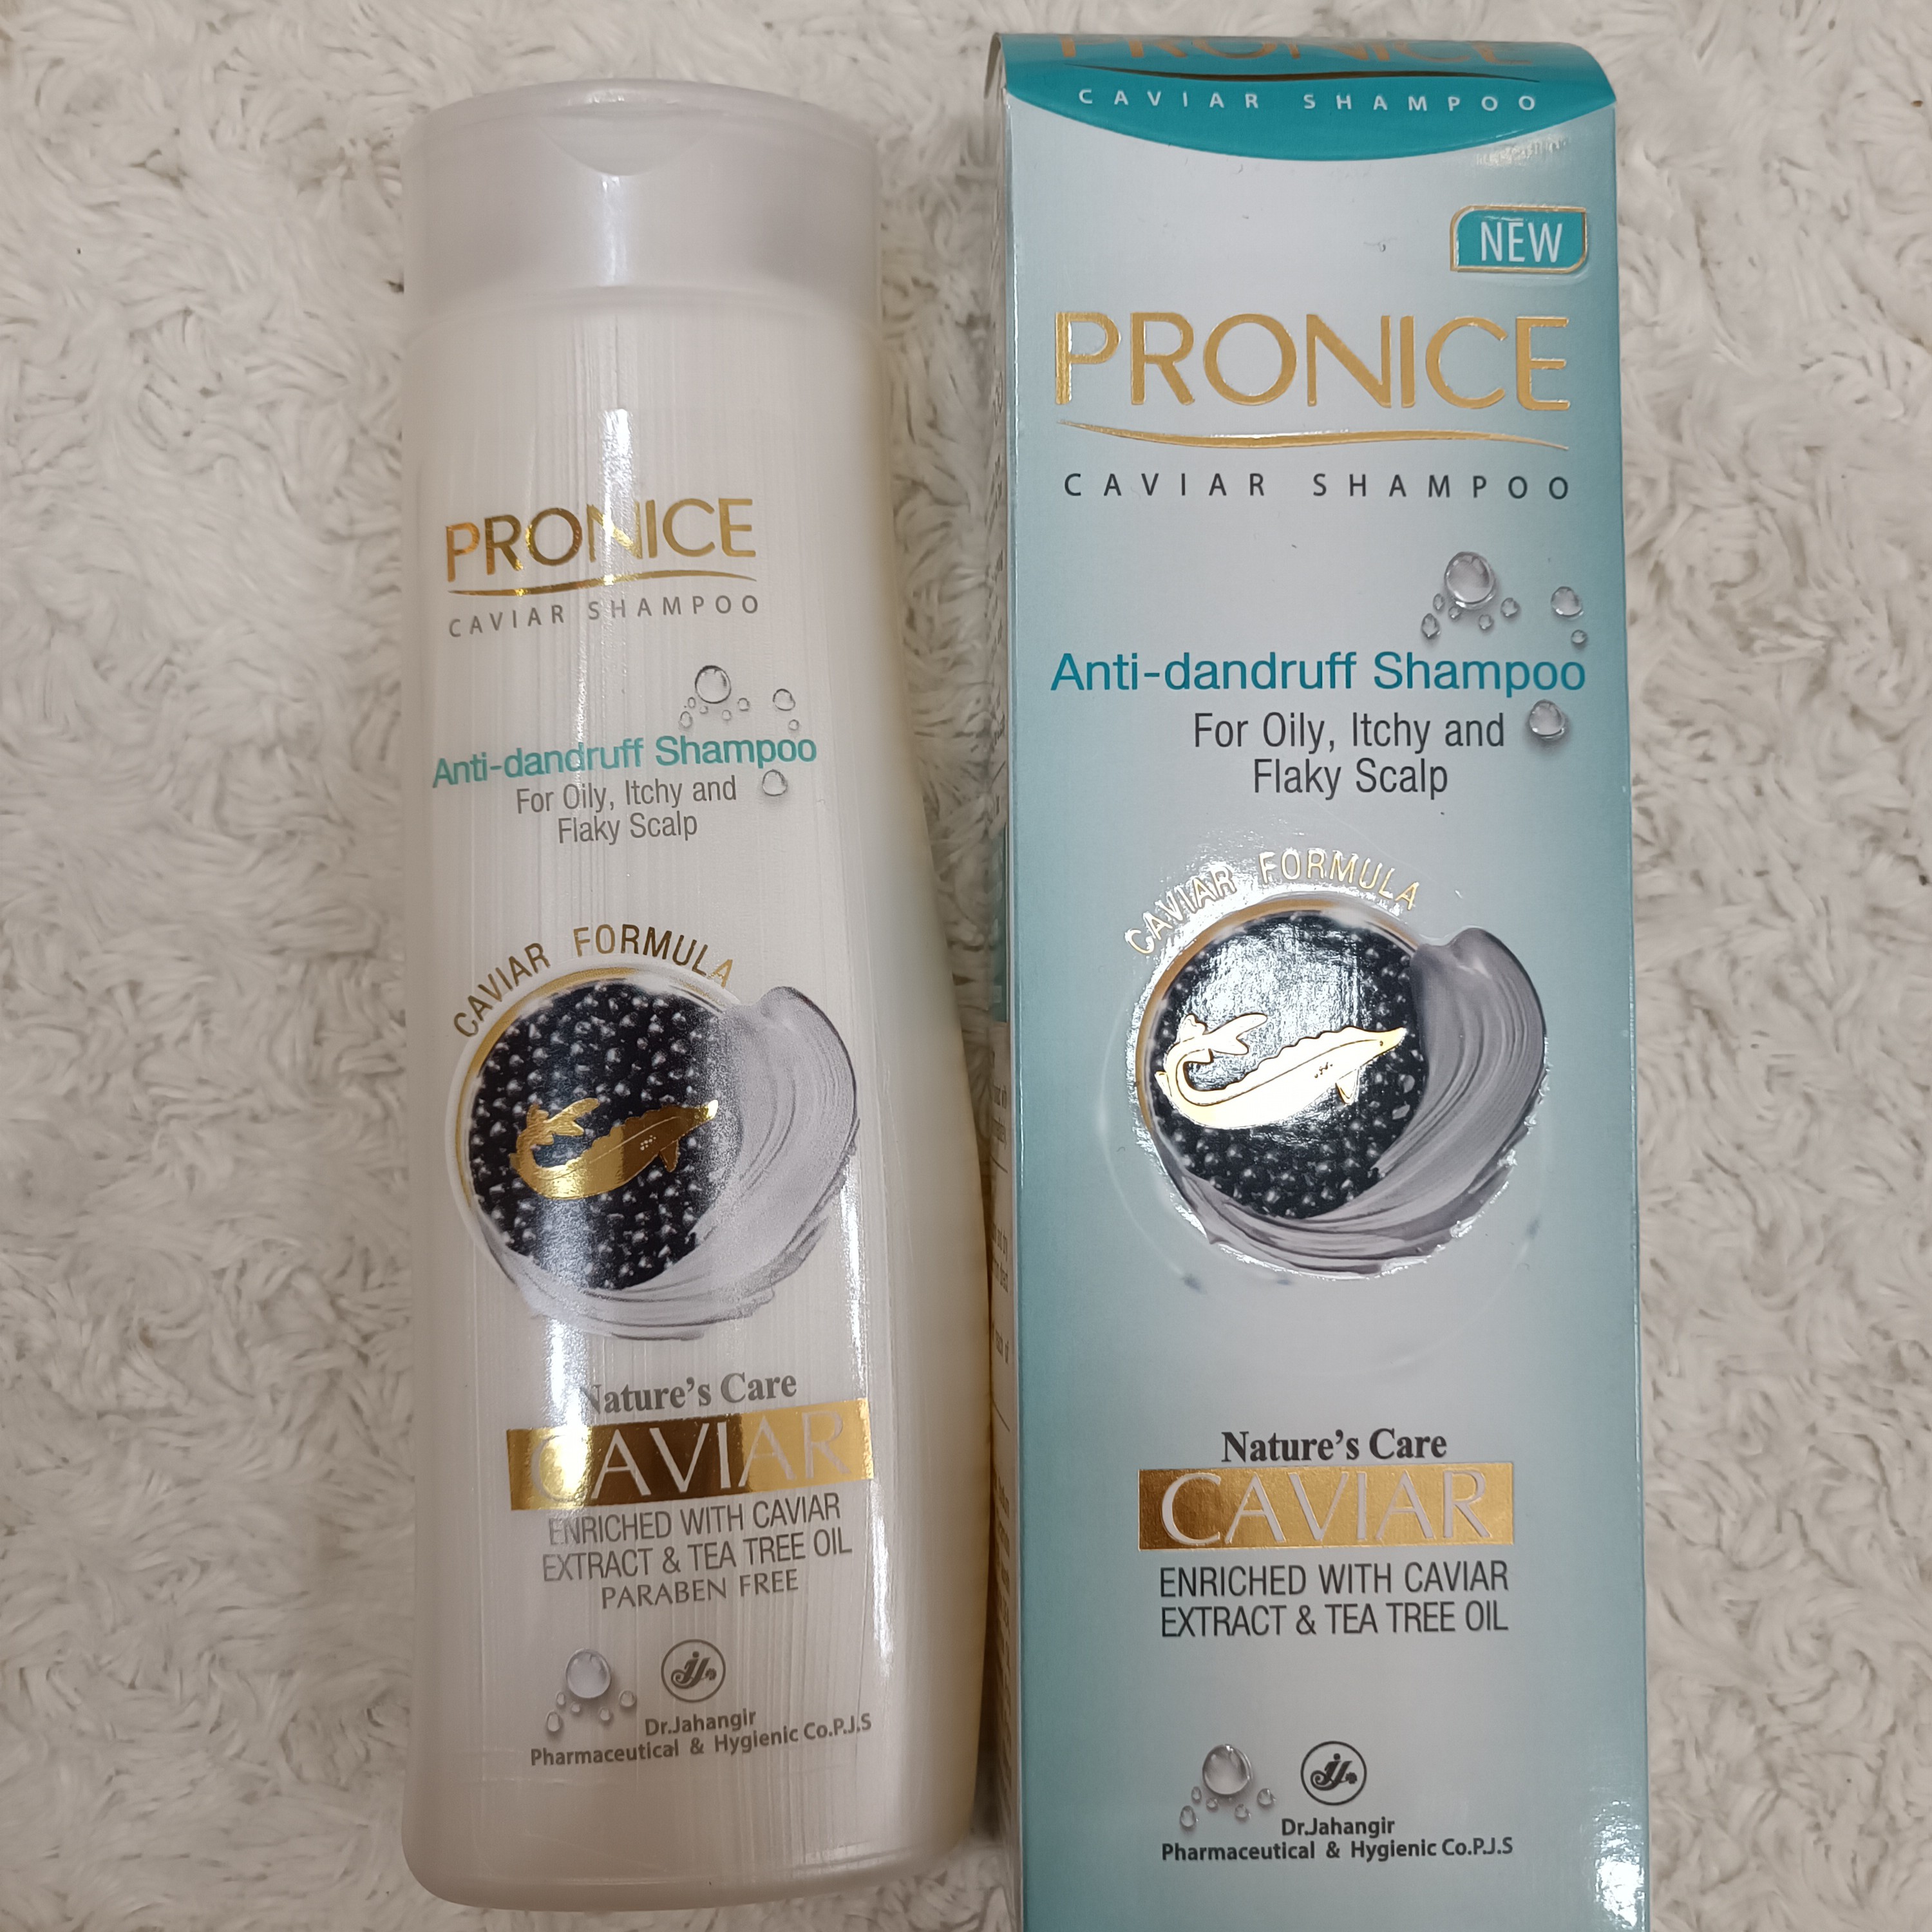 PRONICE
CAVIAR SHAMPOO
Anti-dandruff Shampoo
For Oily, Itchy and
Flaky Scalp
CAVIAR FORMULA
Nature's Care
CAVIAR
ENRICHED WITH CAVIAR
EXTRACT & TEA TREE OIL
PARABEN FREE
Dr.Jahangir
Pharmaceutical & Hygienic Co.P.J.S
PRONICE
CAVIAR SHAMPOO
NEW
PRONICE
CAVIAR SHAMPOO
Anti-dandruff Shampoo
For Oily, Itchy and
Flaky Scalp
CAVIAR FORMULA
Nature's Care
CAVIAR
ENRICHED WITH CAVIAR
EXTRACT & TEA TREE OIL
Dr.Jahangir
Pharmaceutical & Hygienic Co.P.J.S